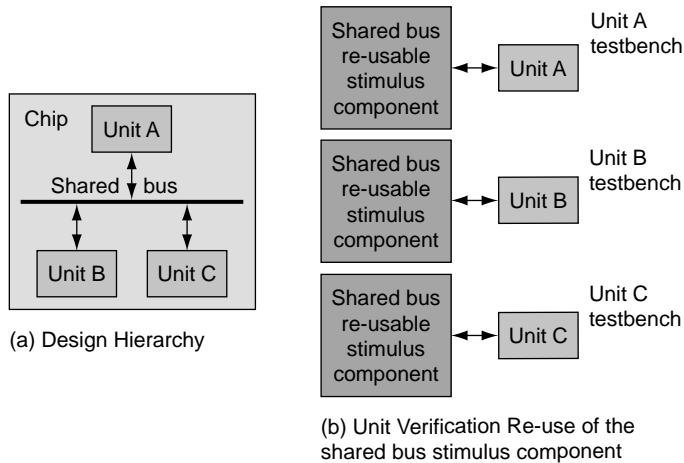 Chip
Unit A
Shared bus
Unit B
Unit C
(a) Design Hierarchy
Shared bus
re-usable
stimulus
component
Unit A
Unit A
testbench
Shared bus
re-usable
stimulus
component
Unit B
Unit B
testbench
Shared bus
re-usable
stimulus
component
Unit C
Unit C
testbench
(b) Unit Verification Re-use of the
shared bus stimulus component